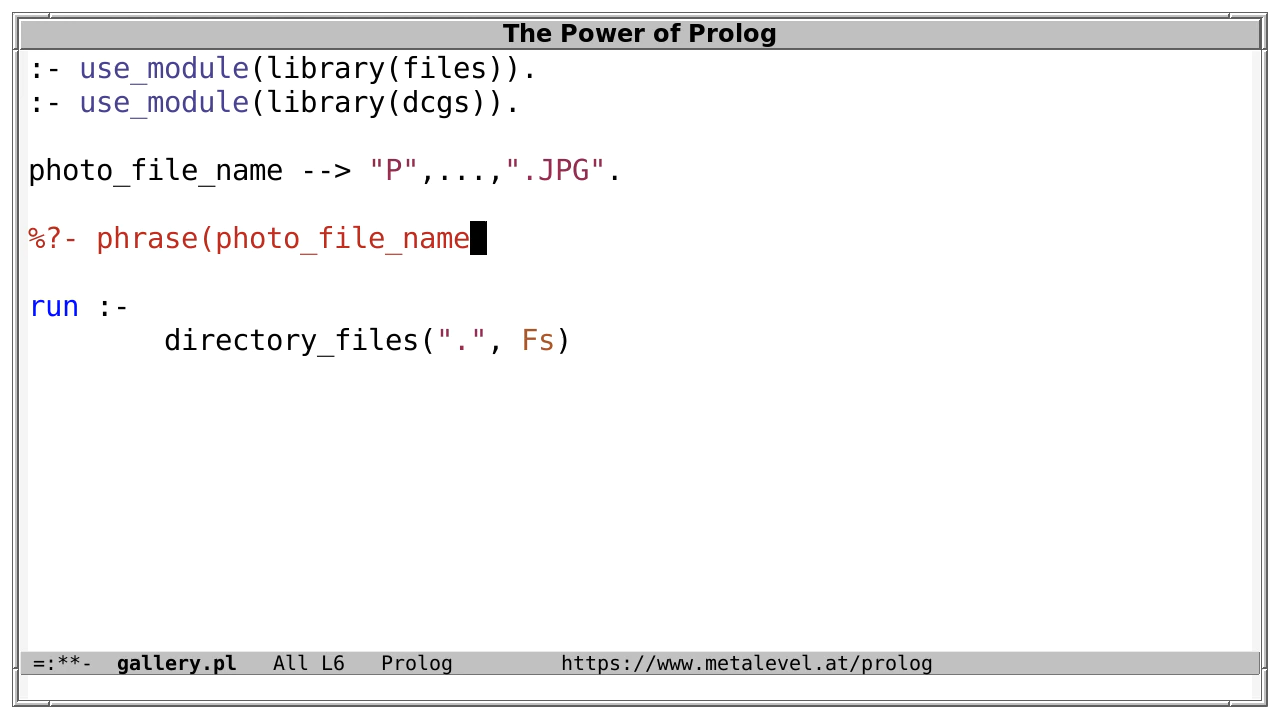 The Power of Prolog
:- use_module(library(files)).
:- use_module(library(dcgs)).
photo_file_name --> "P",...,".JPG".
%?- phrase(photo_file_name
run :-
        directory_files(".", Fs)
=:**-  gallery.pl   All L6   Prolog         https://www.metalevel.at/prolog